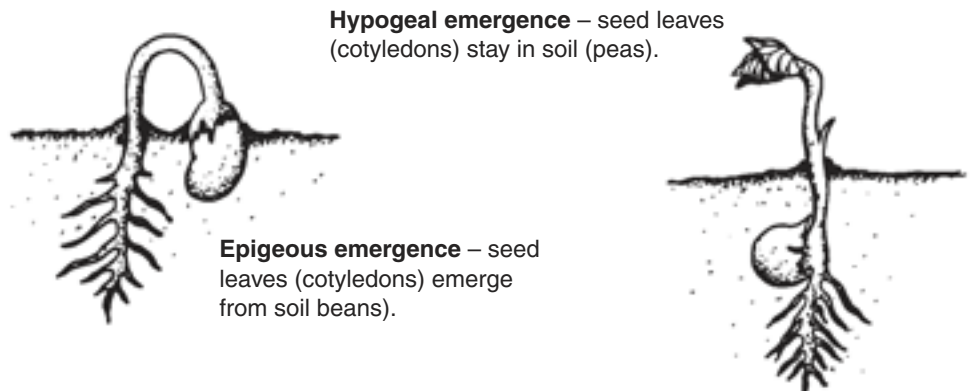 Hypogeal emergence – seed leaves
(cotyledons) stay in soil (peas).
Epigeous emergence – seed
leaves (cotyledons) emerge
from soil beans).